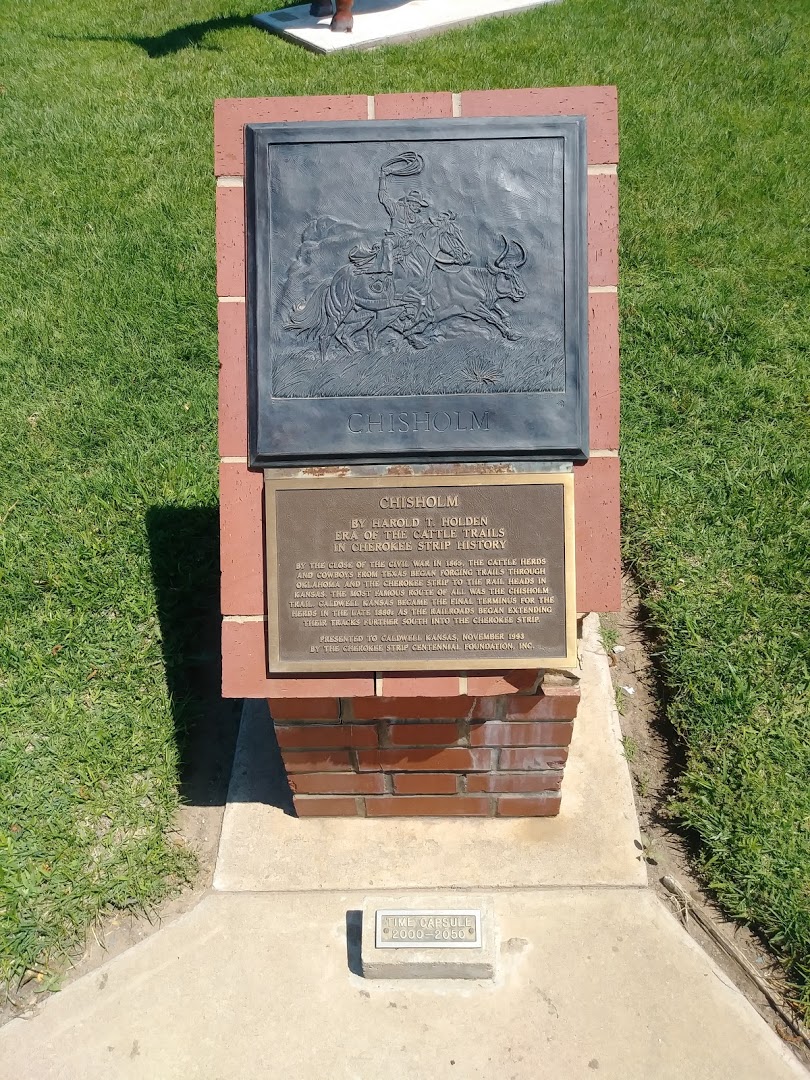 CHISHOLM
CHISHOLM
BY HAROLD T. HOLDEN
ERA OF THE CATTLE TRAILS
IN CHEROKEE STRIP HISTORY
BY THE CLOSE OF THE CIVIL WAR IN 1865, THE CATTLE HERDS
AND COWBOYS FROM TEXAS BEGAN FORGING TRAILS THROUGH
OKLAHOMA AND THE CHEROKEE STRIP TO THE RAIL HEADS IN
KANSAS. THE MOST FAMOUS ROUTE OF ALL WAS THE CHISHOLM
TRAIL. CALDWELL KANSAS BECAME THE FINAL TERMINUS FOR THE
HERDS IN THE LATE 1880s AS THE RAILROADS BEGAN EXTENDING
THEIR TRACKS FURTHER SOUTH INTO THE CHEROKEE STRIP.
PRESENTED TO CALDWELL KANSAS, NOVEMBER 1993
BY THE CHEROKEE STRIP CENTENNIAL FOUNDATION, INC.
TIME CAPSULE
2000-2050